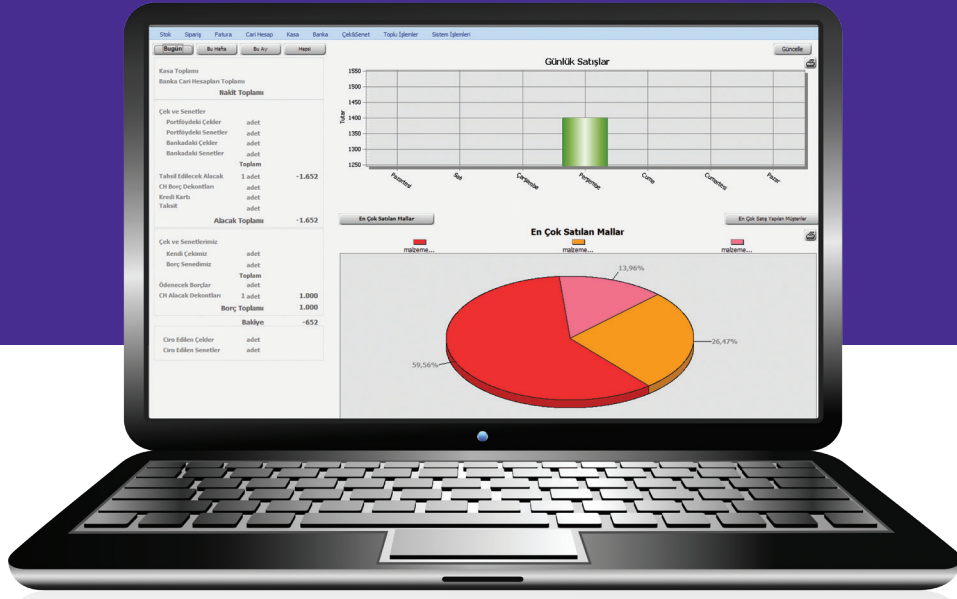 Stok Sipariş Fatura Cari Hesap Kasa Banka Çek&Senet Toplu İşlemler Sistem İşlemleri
Bugün Bu Hafta Bu Ay Hepsi Güncelle
Kasa Toplamı
Banka Cari Hesapları Toplamı
Nakit Toplamı
Çek ve Senetler
Portföydeki Çekler adet
Portföydeki Senetler adet
Bankadaki Çekler adet
Bankadaki Senetler adet
Toplam
Tahsil Edilecek Alacak 1 adet -1.652
CH Borç Dekontları adet
Kredi Kartı adet
Taksit adet
Alacak Toplamı -1.652
Çek ve Senetlerimiz
Kendi Çekimiz adet
Borç Senedimiz adet
Toplam
Ödenecek Borçlar adet
CH Alacak Dekontları 1 adet 1.000
Borç Toplamı 1.000
Bakiye -652
Ciro Edilen Çekler adet
Ciro Edilen Senetler adet
Günlük Satışlar
Tutar
1550
1500
1450
1400
1350
1300
1250
Pazartesi Salı Çarşembe Perşembe Cuma Cumartesi Pazar
En Çok Satılan Mallar En Çok Satış Yapılan Müşteriler
En Çok Satılan Mallar
malzeme... malzeme... malzeme...
13,96%
26,47%
59,56%